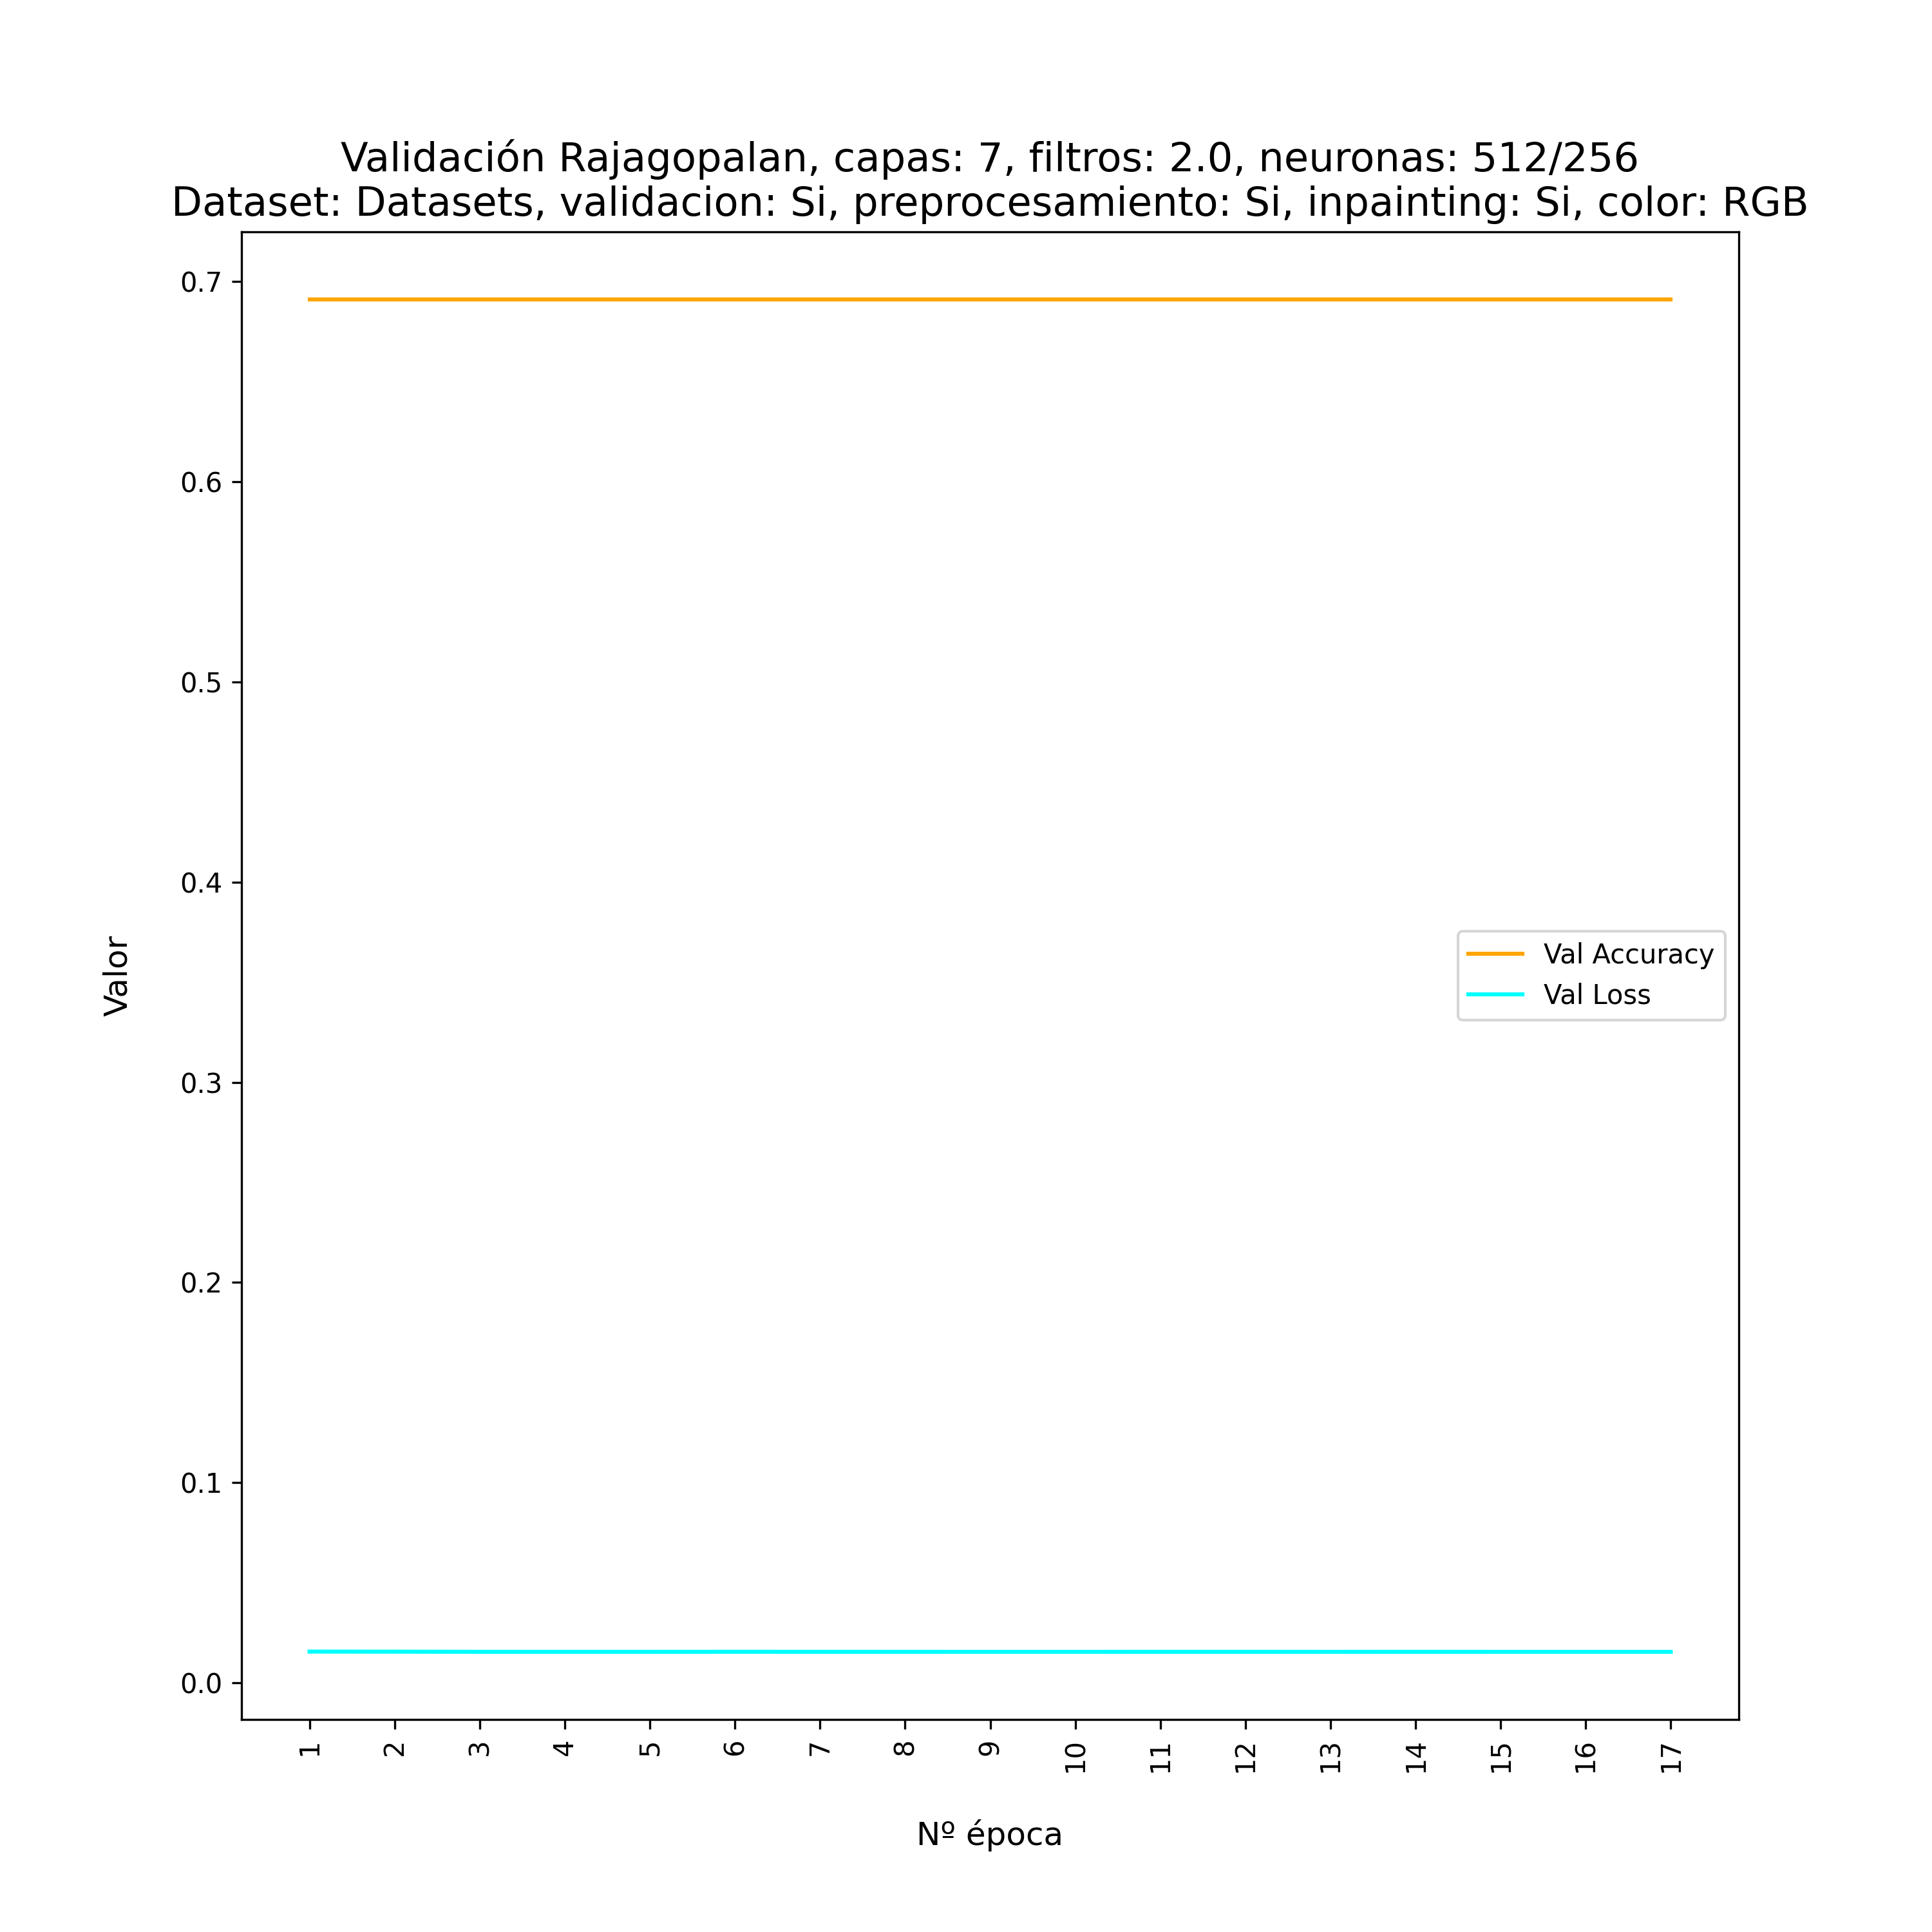 Validación Rajagopalan, capas: 7, filtros: 2.0, neuronas: 512/256
Dataset: Datasets, validacion: Si, preprocesamiento: Si, inpainting: Si, color: RGB
0.7
0.6
0.5
0.4
0.3
0.2
0.1
0.0
Valor
Val Accuracy
Val Loss
1 2 3 4 5 6 7 8 9 10 11 12 13 14 15 16 17
Nº época